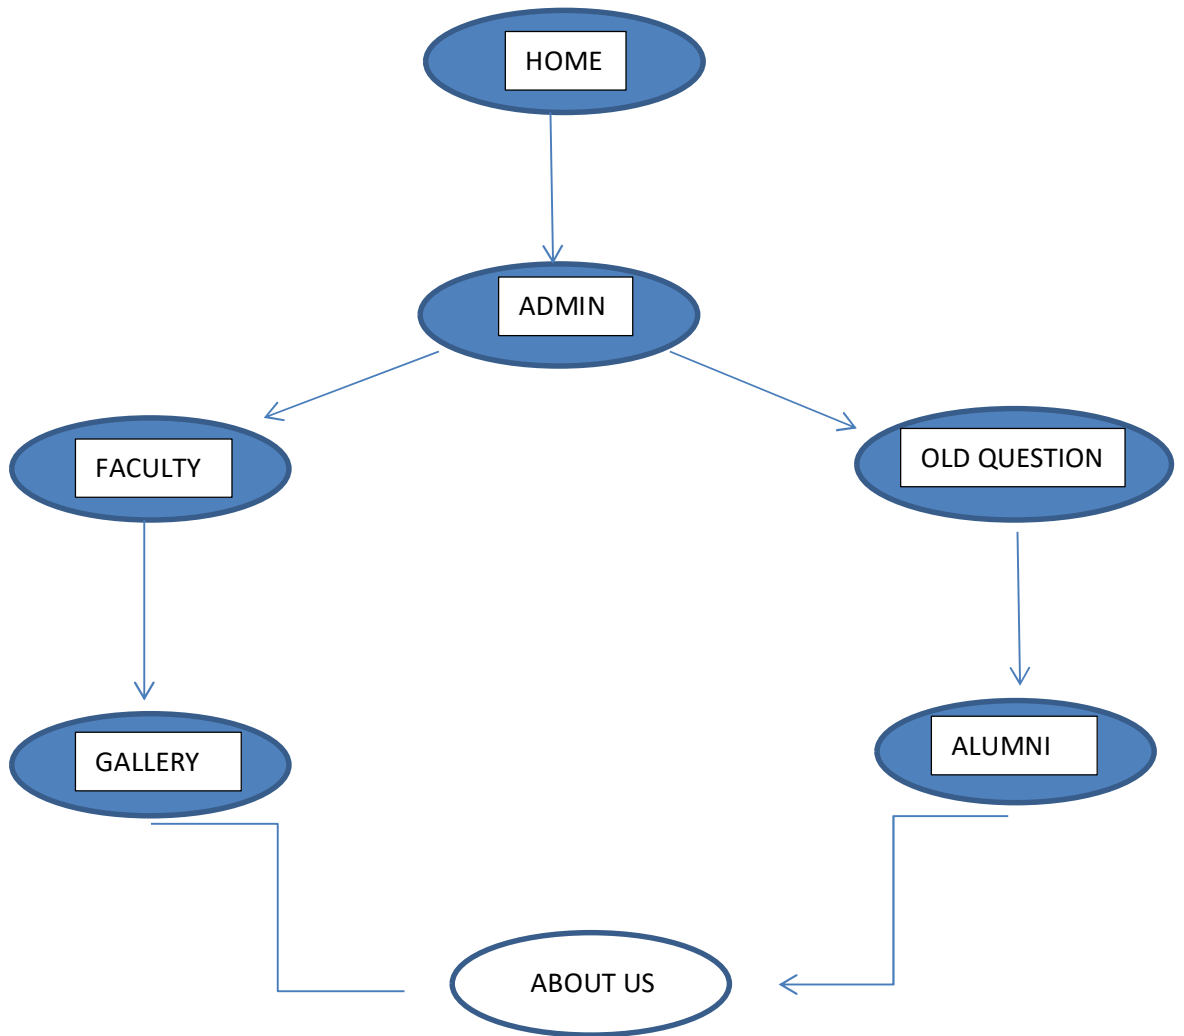 HOME
ADMIN
FACULTY
OLD QUESTION
GALLERY
ALUMNI
ABOUT US